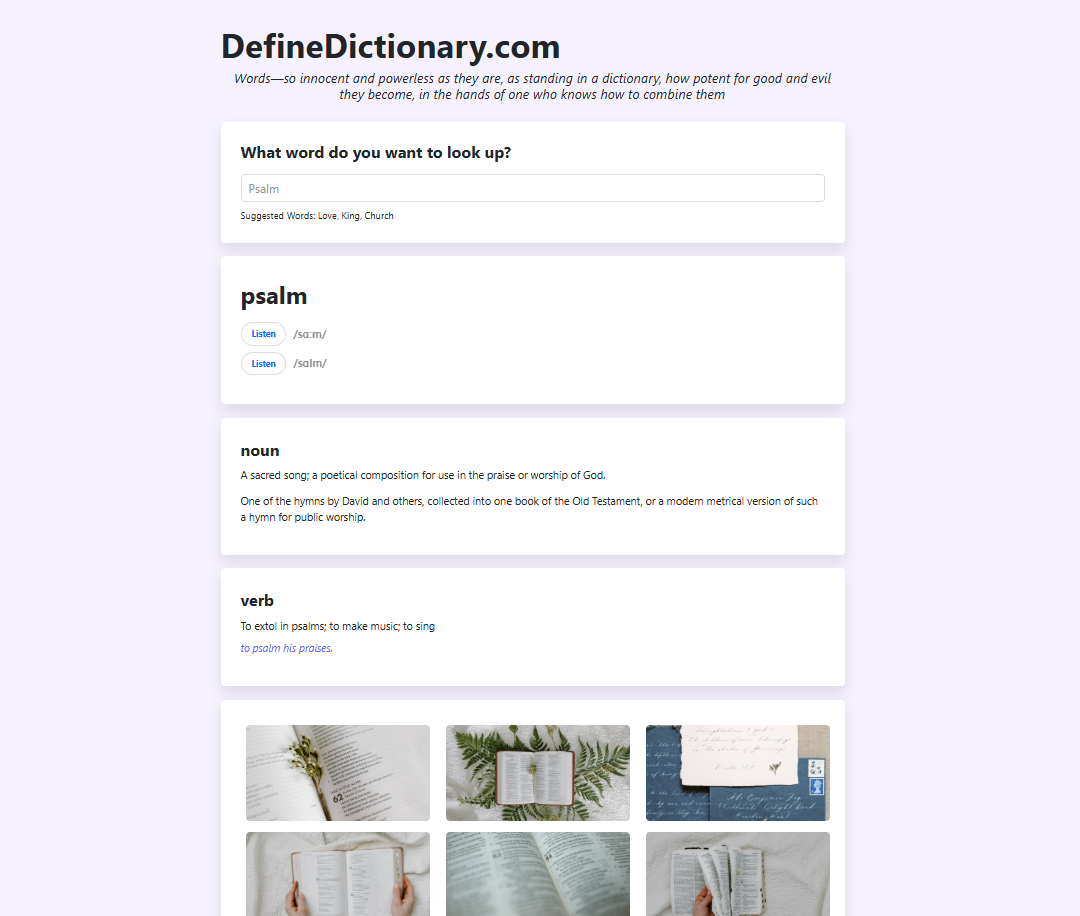 DefineDictionary.com
Words—so innocent and powerless as they are, as standing in a dictionary, how potent for good and evil
they become, in the hands of one who knows how to combine them
What word do you want to look up?
Psalm
Suggested Words: Love, King, Church
psalm
Listen /sɑːm/
Listen /sɑlm/
noun
A sacred song; a poetical composition for use in the praise or worship of God.
One of the hymns by David and others, collected into one book of the Old Testament, or a modern metrical version of such
a hymn for public worship.
verb
To extol in psalms; to make music; to sing
to psalm his praises.
62